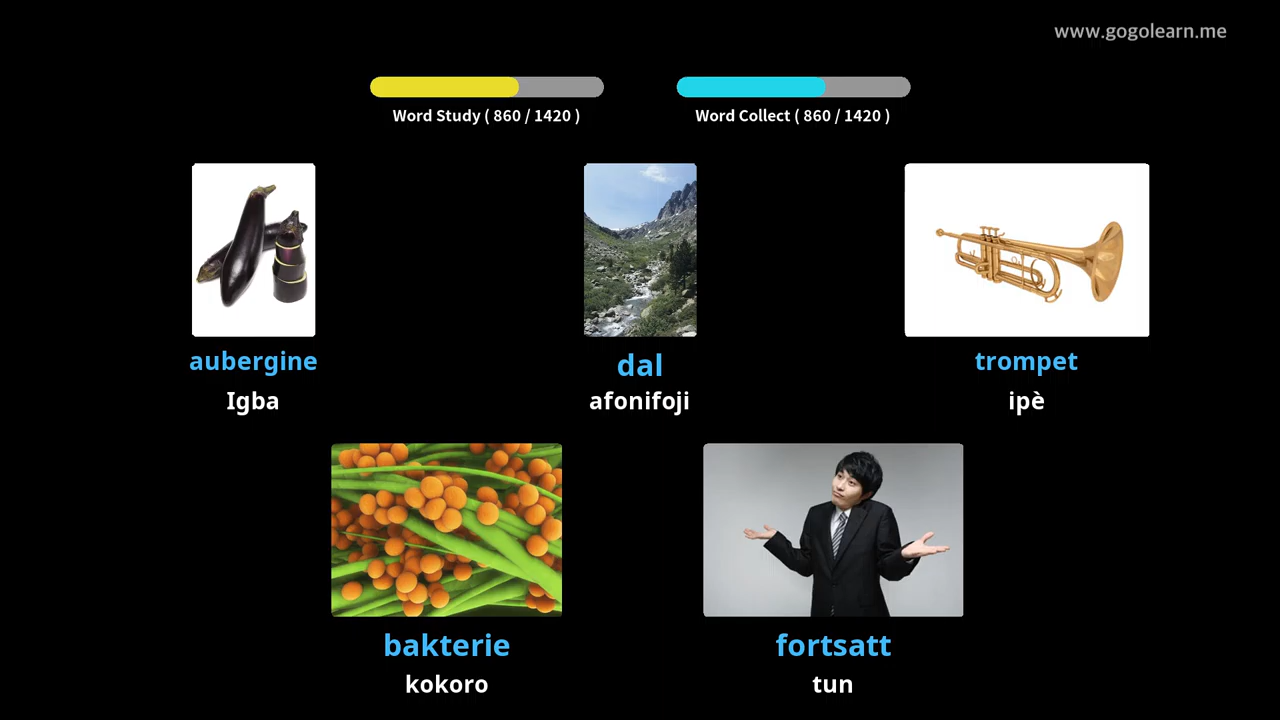 www.gogolearn.me
Word Study ( 860 / 1420 )
Word Collect ( 860 / 1420 )
aubergine
Igba
dal
afonifoji
trompet
ipè
bakterie
kokoro
fortsatt
tun